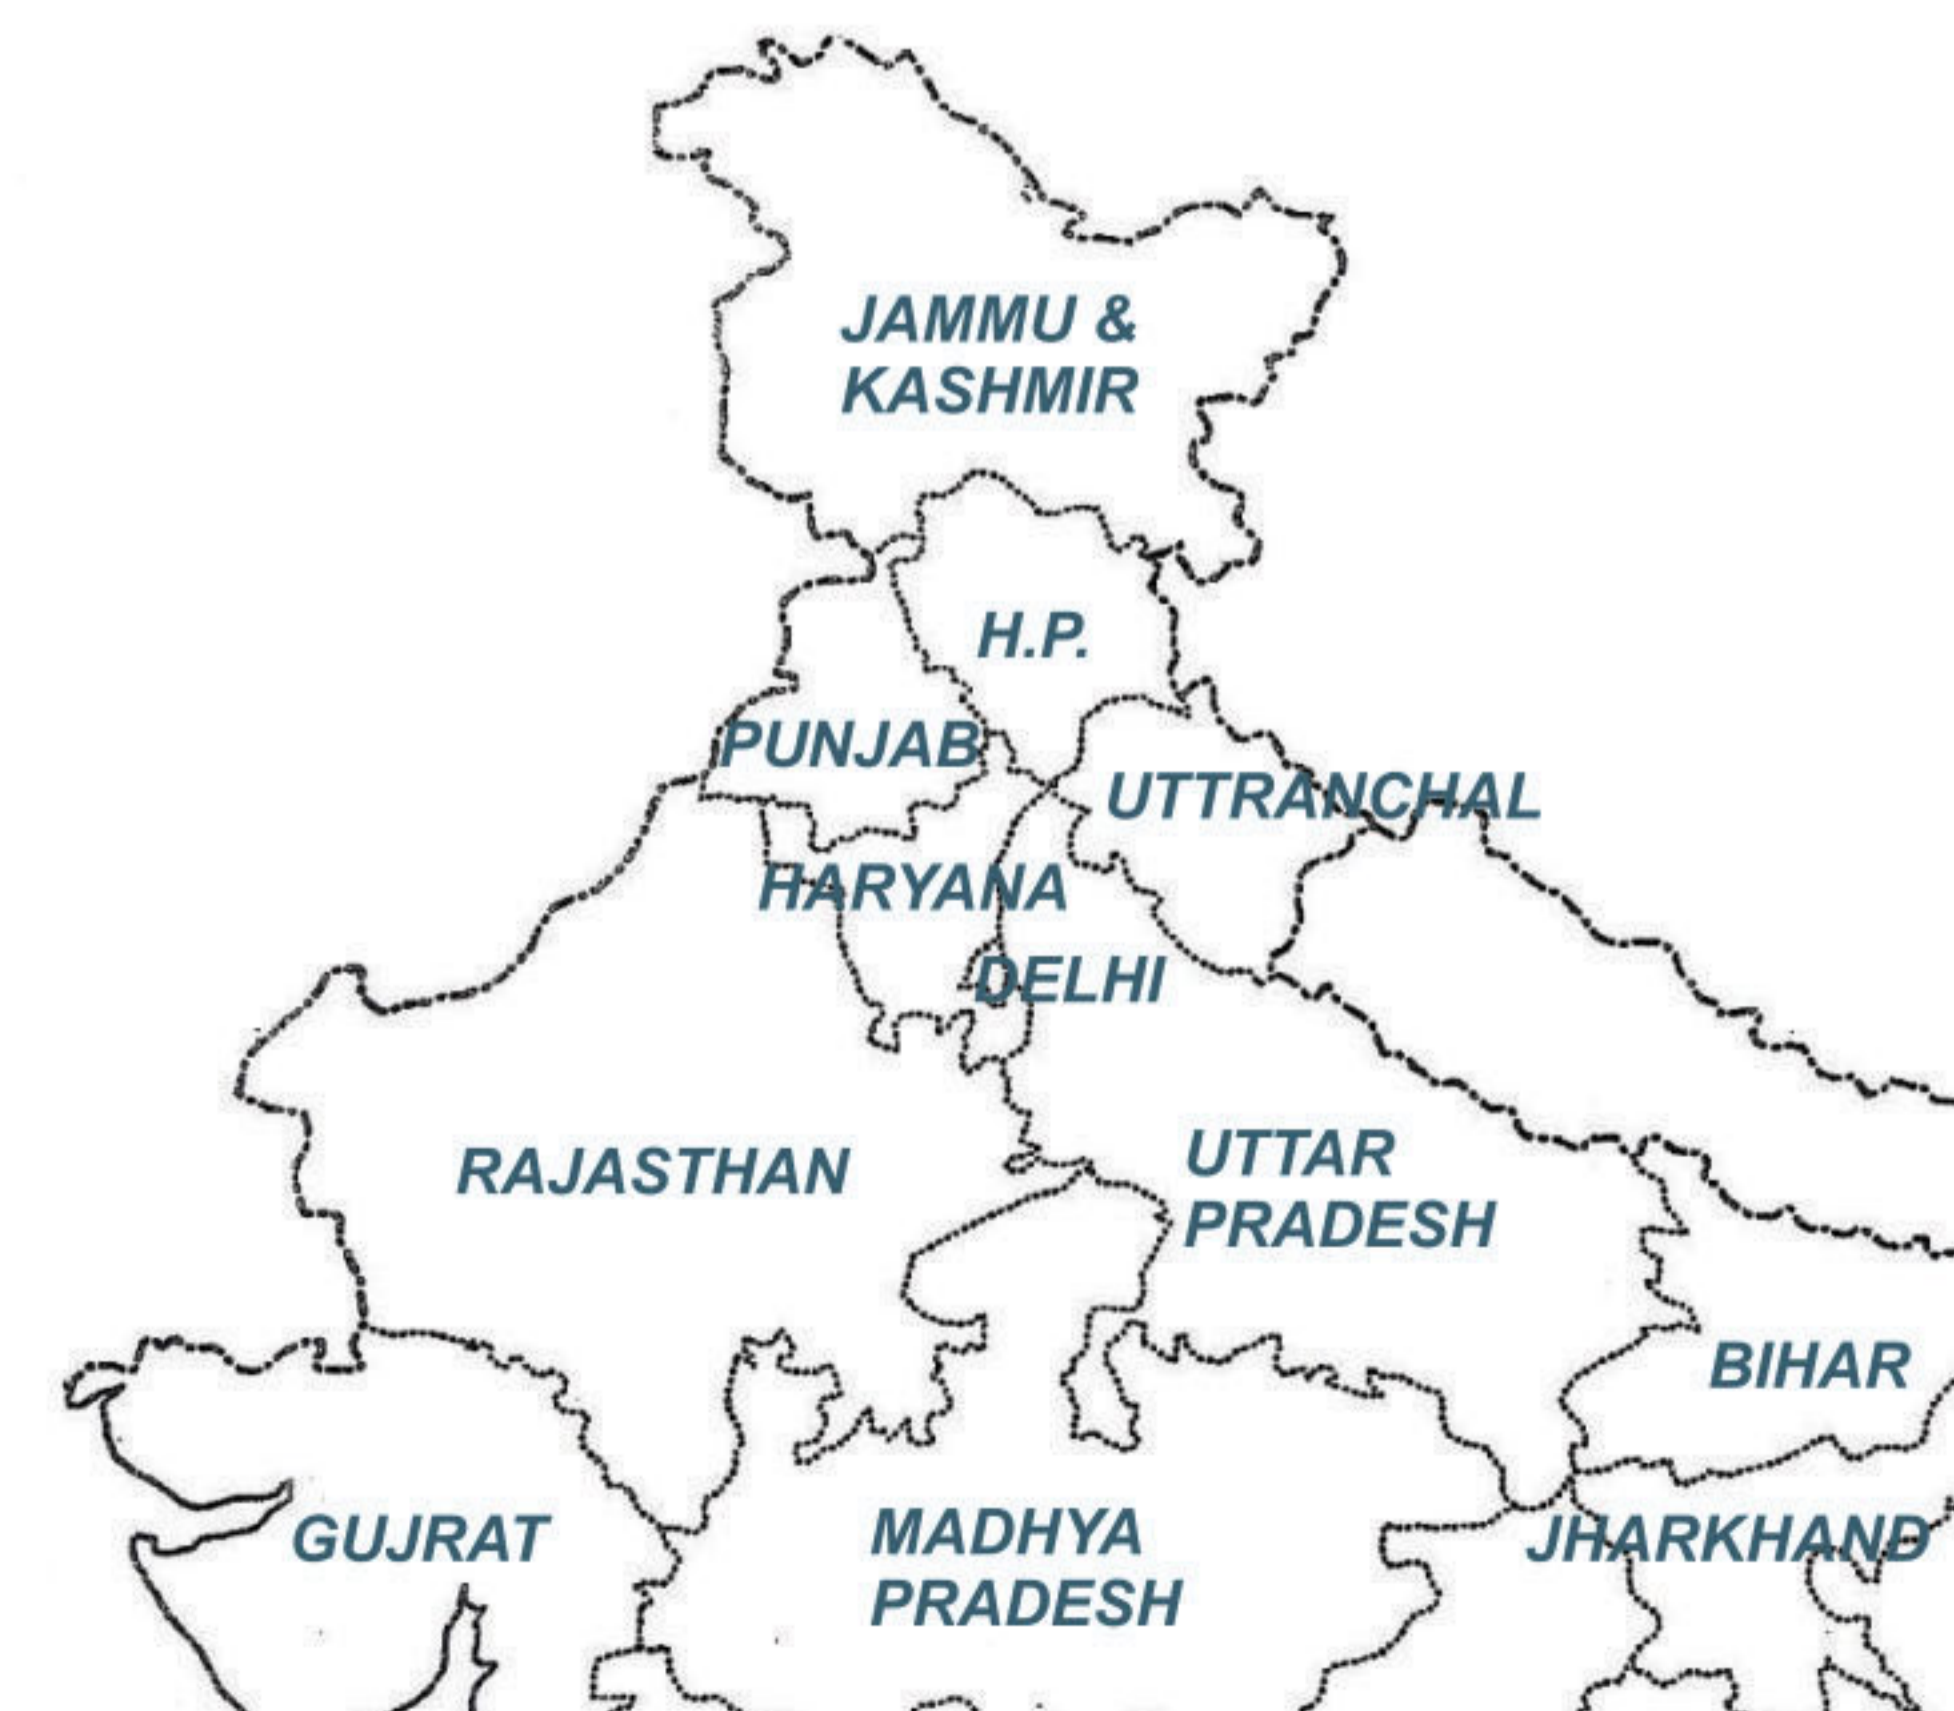 JAMMU &
KASHMIR
H.P.
PUNJAB
UTTRANCHAL
HARYANA
DELHI
RAJASTHAN
UTTAR
PRADESH
BIHAR
GUJRAT
MADHYA
PRADESH
JHARKHAND